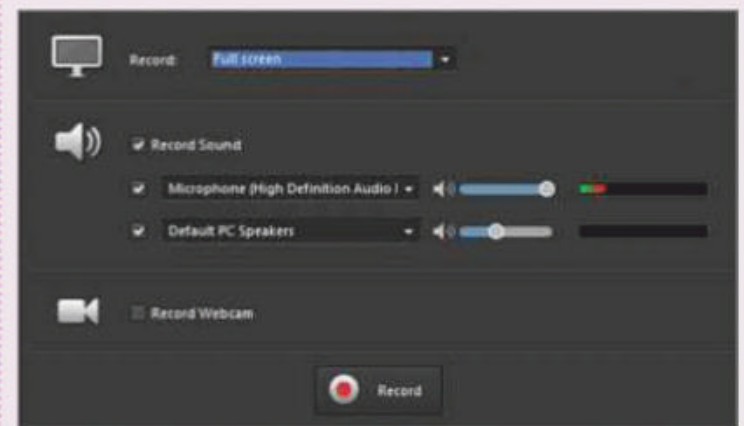 Record: Full screen
Record Sound
Microphone (High Definition Audio I
Default PC Speakers
Record Webcam
Record